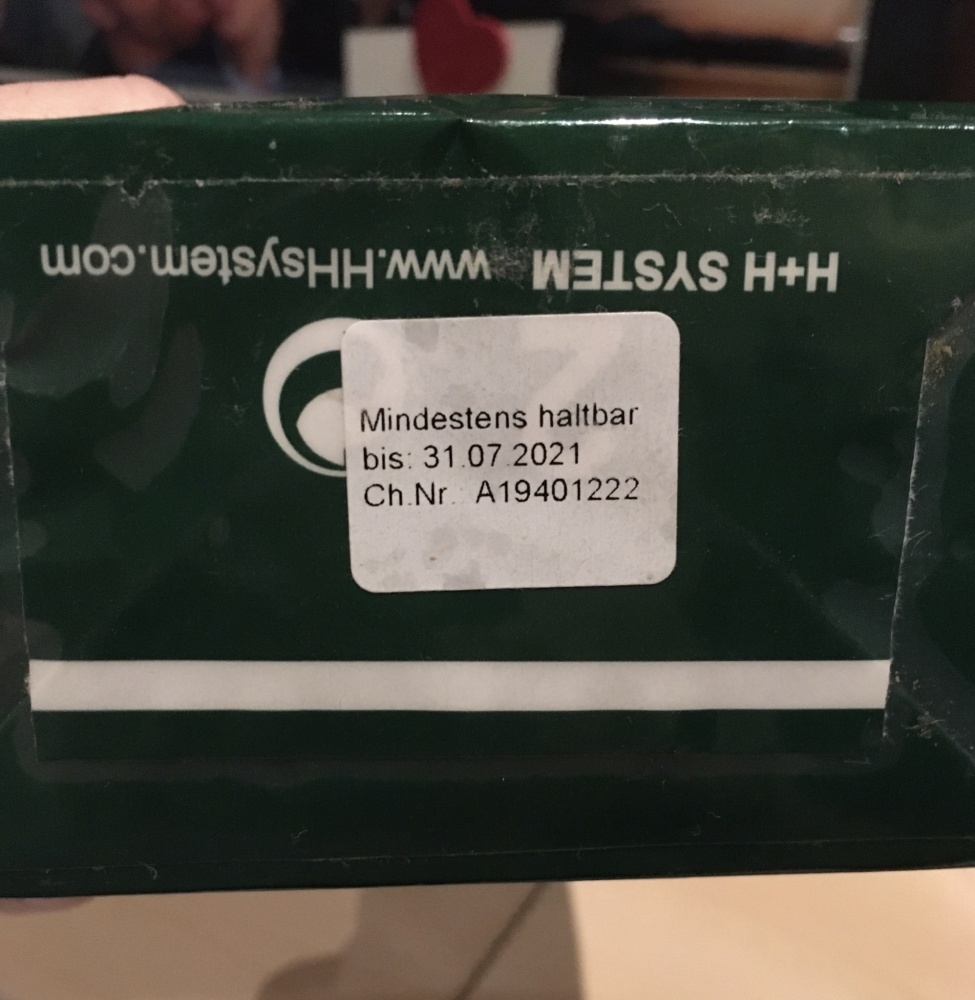 H+H SYSTEM www.HHsystem.com
Mindestens haltbar
bis: 31.07.2021
Ch.Nr.: A19401222